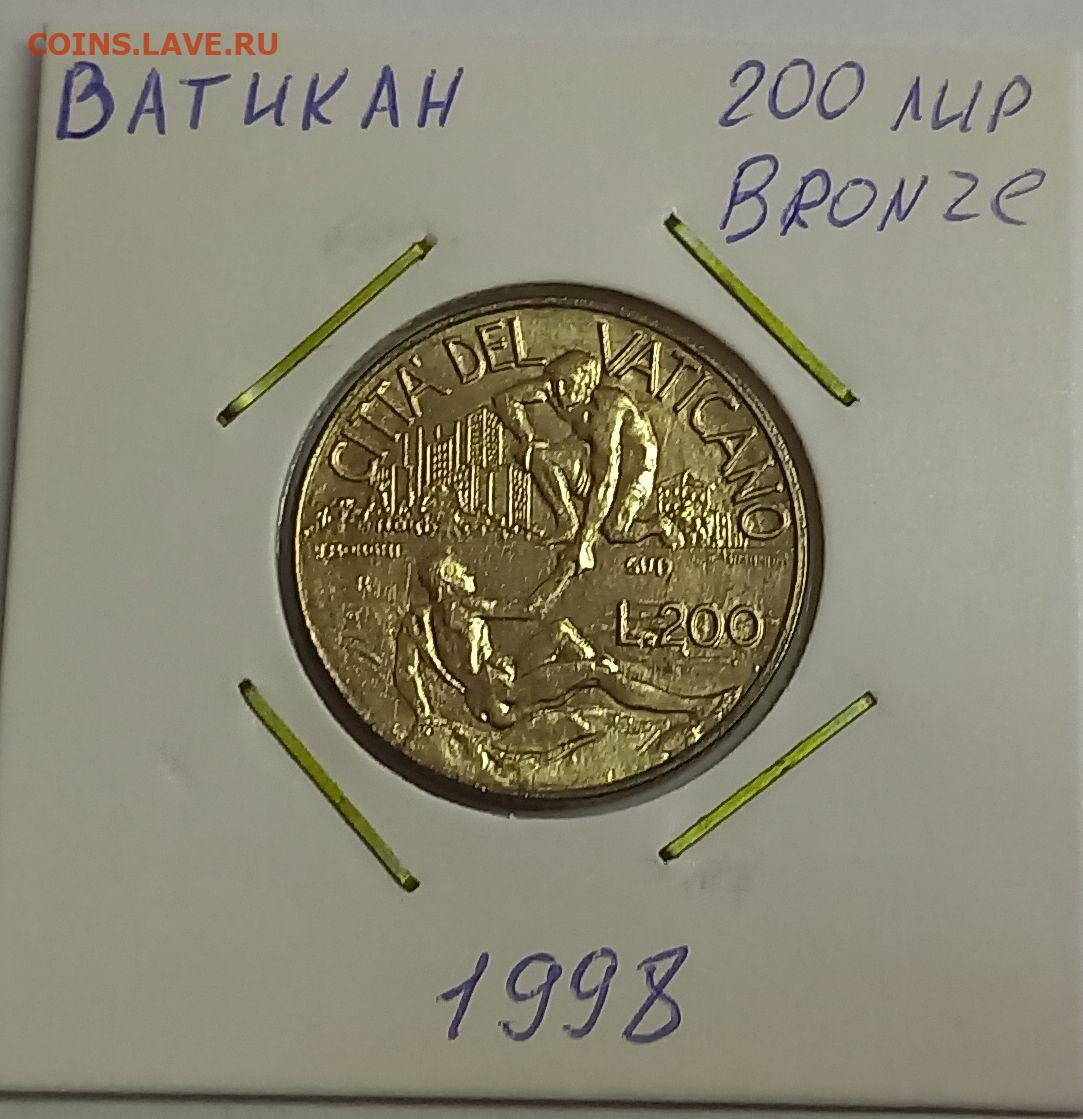 COINS.LAVE.RU
ВАТИКАН
200 лир
BRONZE
CITTA' DEL VATICANO
L.200
1998